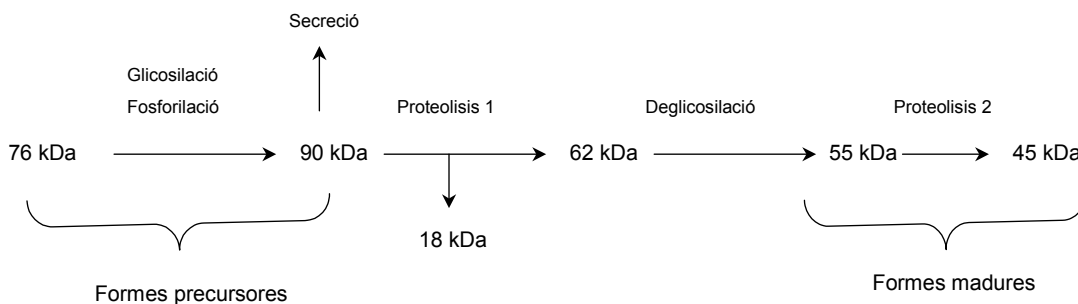 Secreció
Glicosilació
Fosforilació
Proteolisis 1
Deglicosilació
Proteolisis 2
76 kDa
90 kDa
62 kDa
55 kDa
45 kDa
18 kDa
Formes precursores
Formes madures